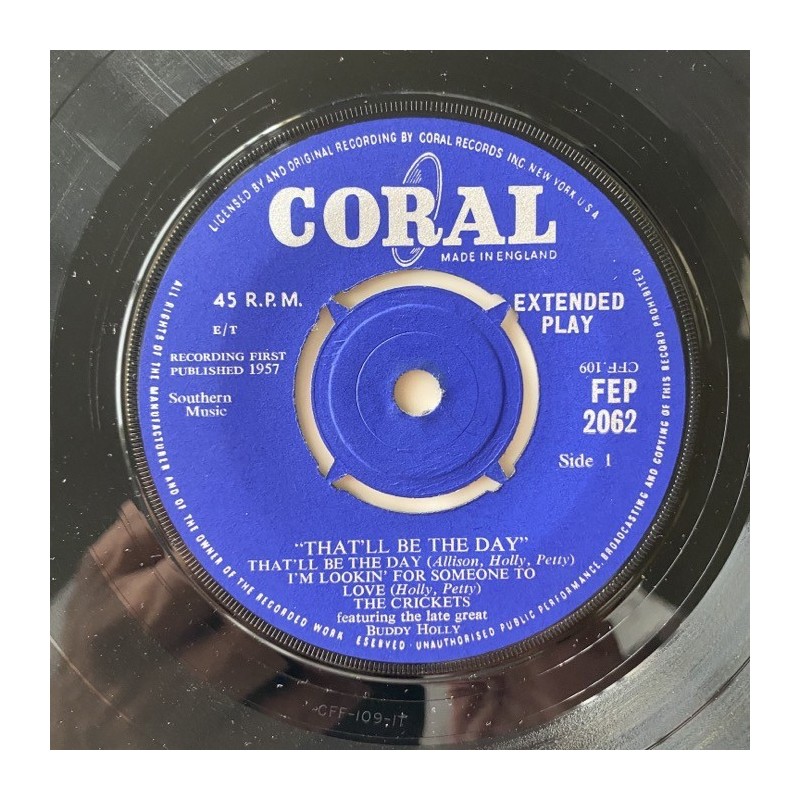 LICENSED BY AND ORIGINAL RECORDING BY CORAL RECORDS INC. NEW YORK U.S.A
CORAL
MADE IN ENGLAND
45 R.P.M.
EXTENDED
PLAY
E/T
RECORDING FIRST
PUBLISHED 1957
CFF.109
FEP
2062
Southern
Music
Side 1
"THAT'LL BE THE DAY"
THAT'LL BE THE DAY (Allison, Holly, Petty)
I'M LOOKIN' FOR SOMEONE TO
LOVE (Holly, Petty)
THE CRICKETS
featuring the late great
BUDDY HOLLY
ALL RIGHTS OF THE MANUFACTURER AND OF THE OWNER OF THE RECORDED WORK ESERVED · UNAUTHORISED PUBLIC PERFORMANCE, BROADCASTING AND COPYING OF THIS RECORD PROHIBITED